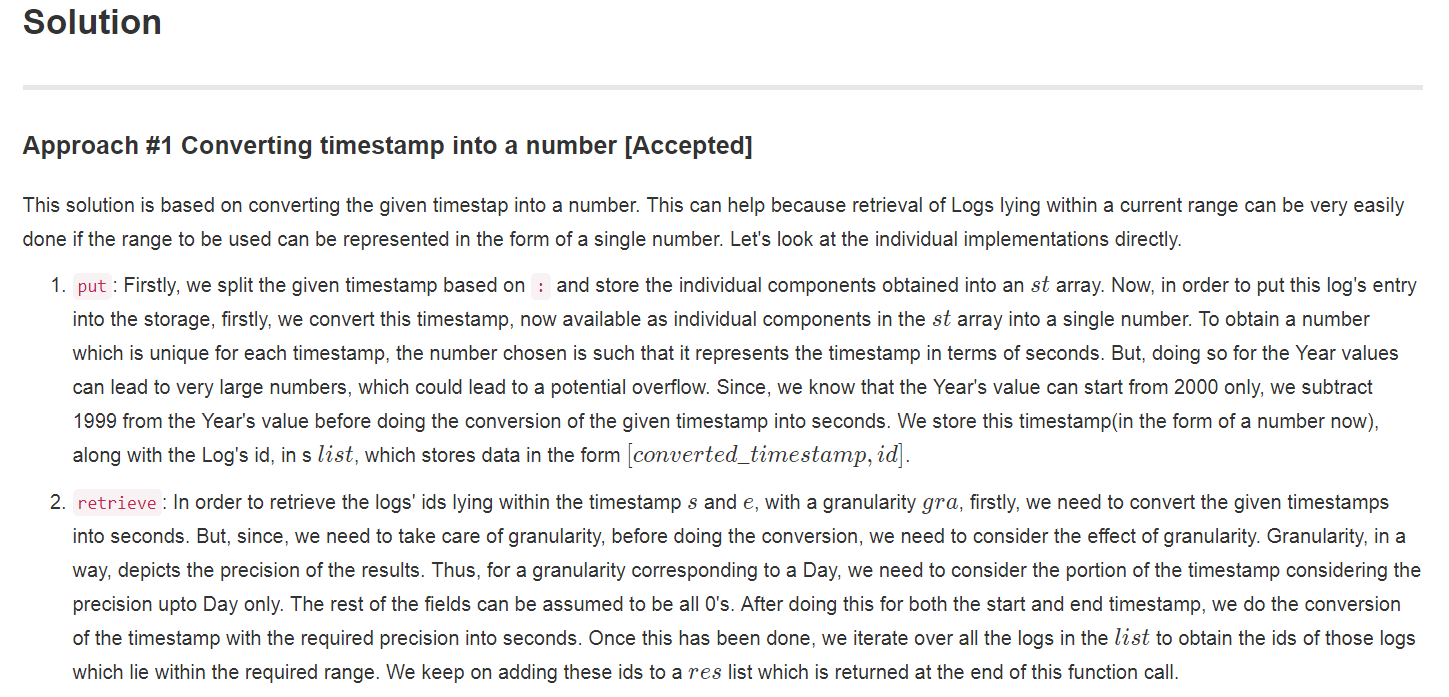 Solution
Approach #1 Converting timestamp into a number [Accepted]
This solution is based on converting the given timestap into a number. This can help because retrieval of Logs lying within a current range can be very easily
done if the range to be used can be represented in the form of a single number. Let's look at the individual implementations directly.
1. put : Firstly, we split the given timestamp based on : and store the individual components obtained into an st array. Now, in order to put this log's entry
into the storage, firstly, we convert this timestamp, now available as individual components in the st array into a single number. To obtain a number
which is unique for each timestamp, the number chosen is such that it represents the timestamp in terms of seconds. But, doing so for the Year values
can lead to very large numbers, which could lead to a potential overflow. Since, we know that the Year's value can start from 2000 only, we subtract
1999 from the Year's value before doing the conversion of the given timestamp into seconds. We store this timestamp(in the form of a number now),
along with the Log's id, in s list, which stores data in the form [converted_timestamp, id].
2. retrieve : In order to retrieve the logs' ids lying within the timestamp s and e, with a granularity gra, firstly, we need to convert the given timestamps
into seconds. But, since, we need to take care of granularity, before doing the conversion, we need to consider the effect of granularity. Granularity, in a
way, depicts the precision of the results. Thus, for a granularity corresponding to a Day, we need to consider the portion of the timestamp considering the
precision upto Day only. The rest of the fields can be assumed to be all 0's. After doing this for both the start and end timestamp, we do the conversion
of the timestamp with the required precision into seconds. Once this has been done, we iterate over all the logs in the list to obtain the ids of those logs
which lie within the required range. We keep on adding these ids to a res list which is returned at the end of this function call.